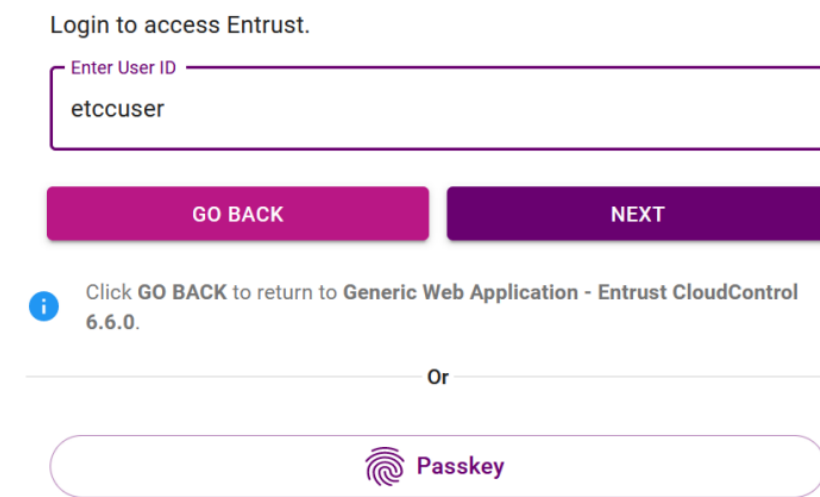 Login to access Entrust.
Enter User ID
etccuser
GO BACK NEXT
Click GO BACK to return to Generic Web Application - Entrust CloudControl
6.6.0.
Or
Passkey